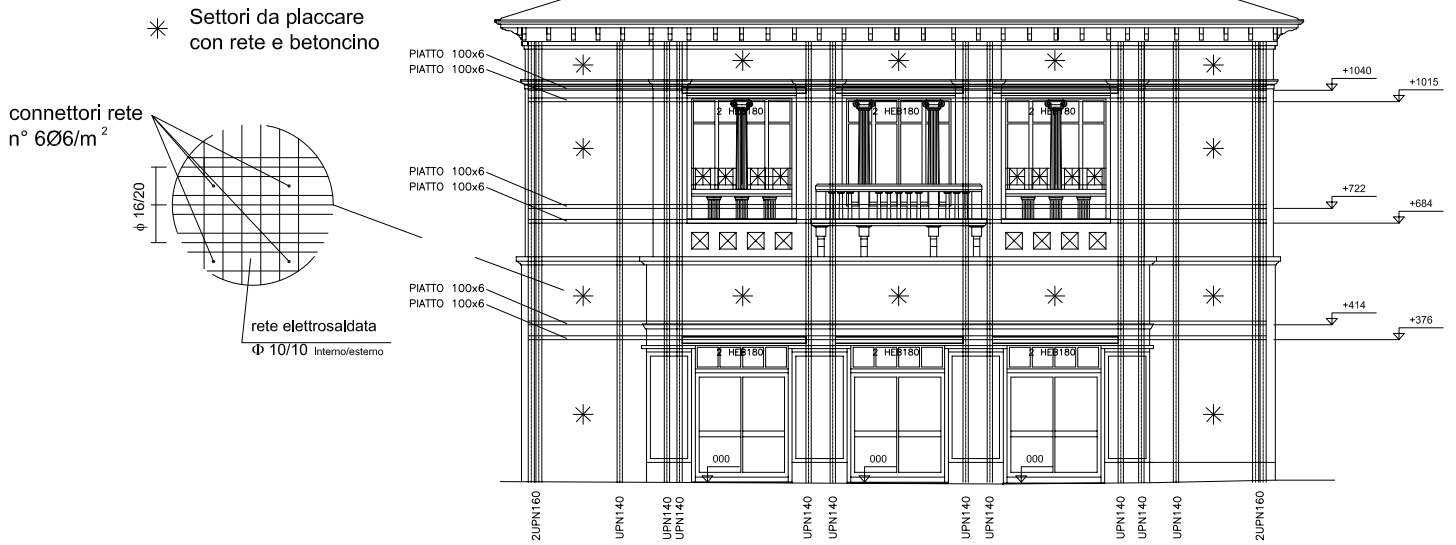 Settori da placcare
con rete e betoncino
connettori rete
n° 6Ø6/m²
ϕ 16/20
rete elettrosaldata
Φ 10/10 Interno/esterno
PIATTO 100x6
PIATTO 100x6
PIATTO 100x6
PIATTO 100x6
PIATTO 100x6
PIATTO 100x6
2 HEB180
2 HEB180
2 HEB180
+1040
+1015
+722
+684
+414
+376
2 HEB180
2 HEB180
2 HEB180
000
000
000
2UPN160
UPN140
UPN140
UPN140
UPN140
UPN140
UPN140
UPN140
UPN140
UPN140
UPN140
2UPN160